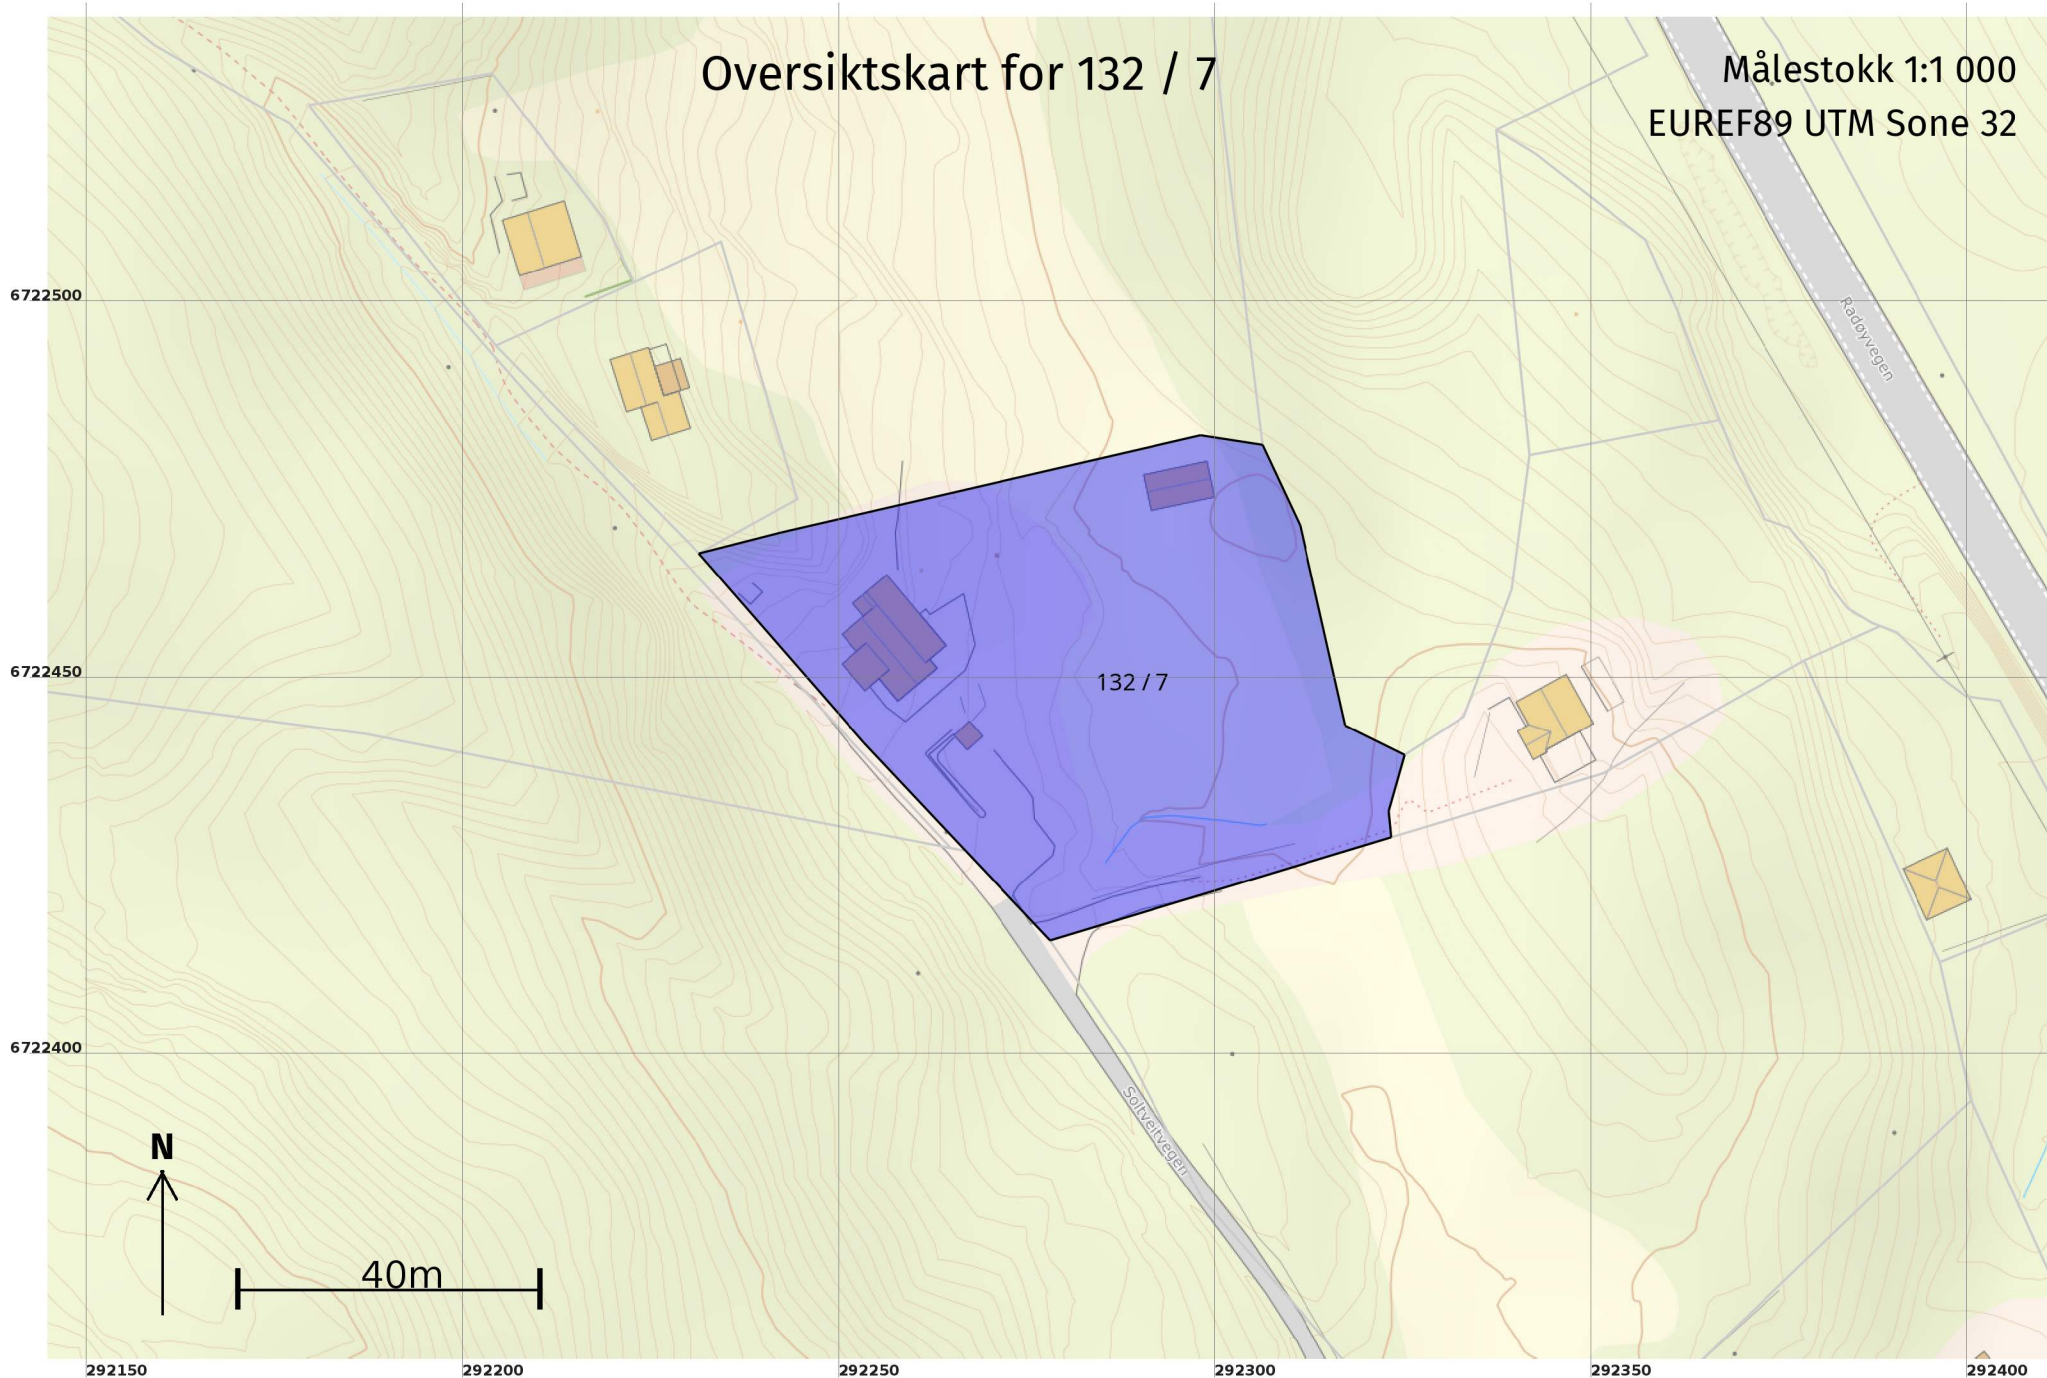 Oversiktskart for 132 / 7
Målestokk 1:1 000
EUREF89 UTM Sone 32
6722500
Radøyvegen
6722450
132 / 7
6722400
Soltveitvegen
N
40m
292150
292200
292250
292300
292350
292400